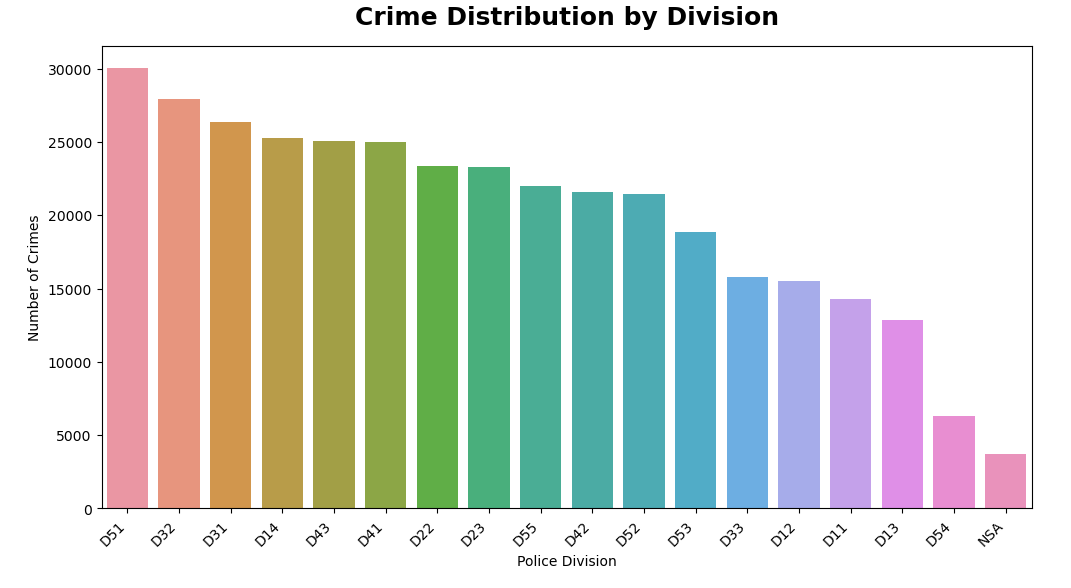 Crime Distribution by Division
Number of Crimes
30000
25000
20000
15000
10000
5000
0
D51 D32 D31 D14 D43 D41 D22 D23 D55 D42 D52 D53 D33 D12 D11 D13 D54 NSA
Police Division